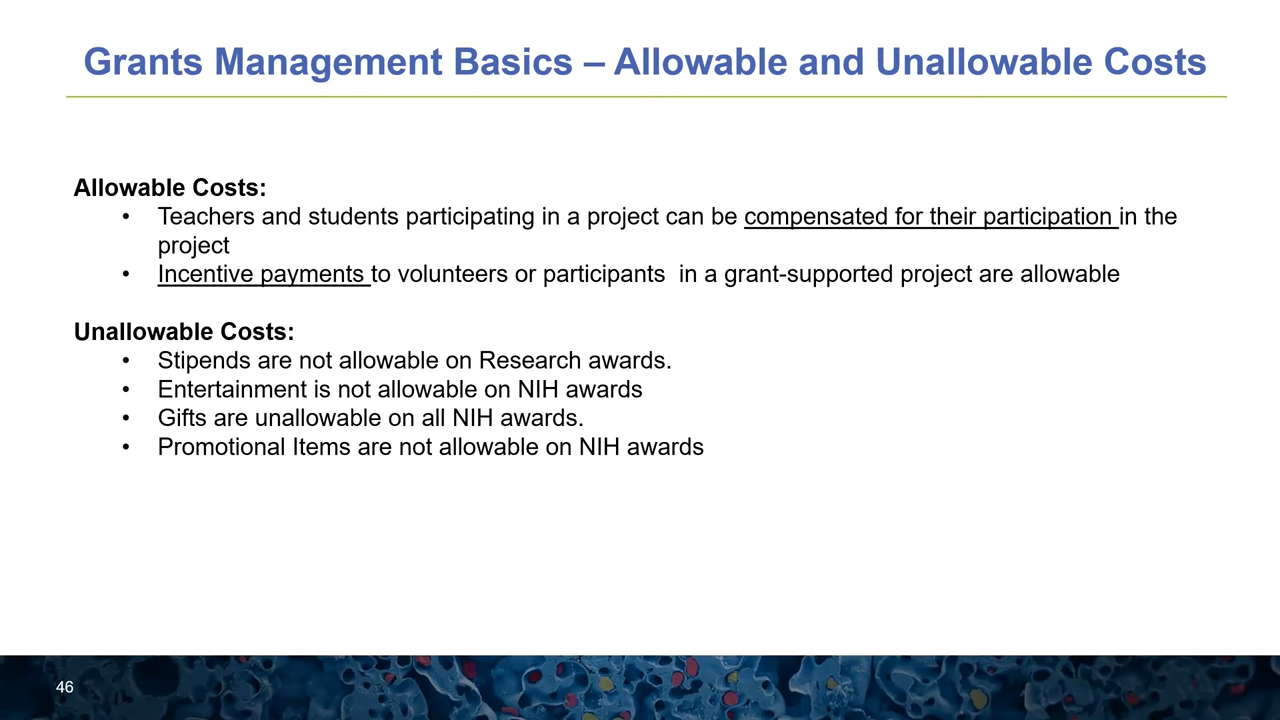 Grants Management Basics – Allowable and Unallowable Costs
Allowable Costs:
• Teachers and students participating in a project can be compensated for their participation in the
project
• Incentive payments to volunteers or participants  in a grant-supported project are allowable
Unallowable Costs:
• Stipends are not allowable on Research awards.
• Entertainment is not allowable on NIH awards
• Gifts are unallowable on all NIH awards.
• Promotional Items are not allowable on NIH awards
46